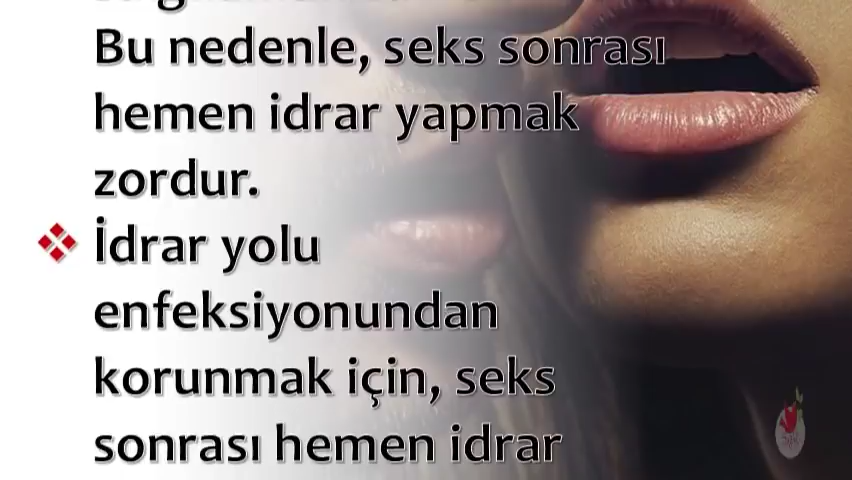 Bu nedenle, seks sonrası
hemen idrar yapmak
zordur.
İdrar yolu
enfeksiyonundan
korunmak için, seks
sonrası hemen idrar